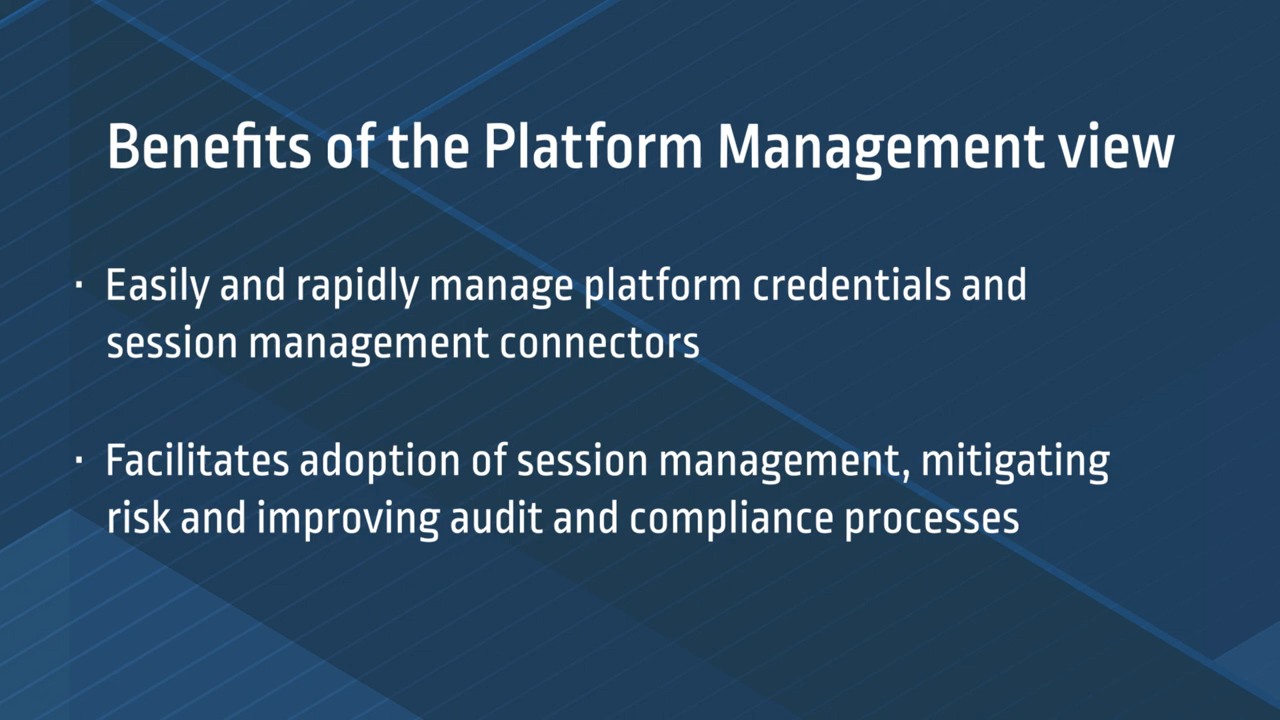 Benefits of the Platform Management view
· Easily and rapidly manage platform credentials and
session management connectors
· Facilitates adoption of session management, mitigating
risk and improving audit and compliance processes